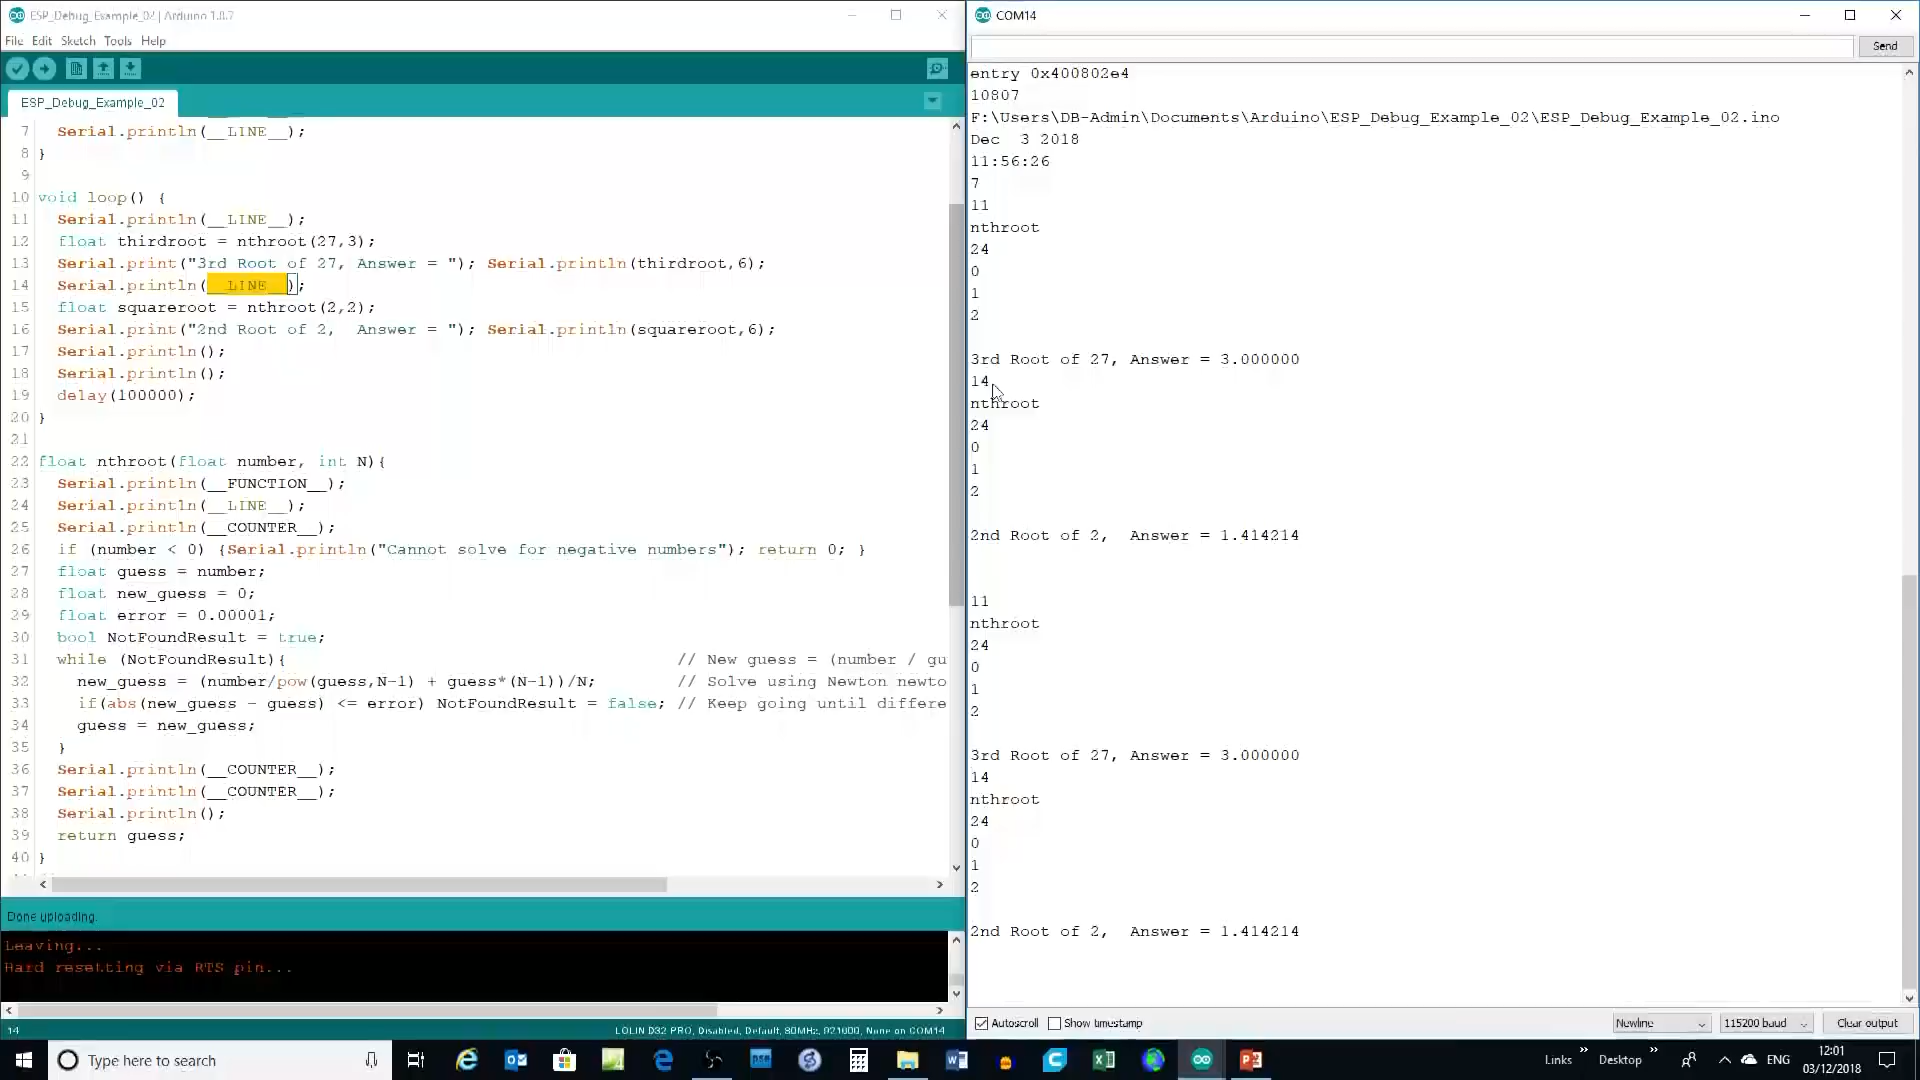 ESP_Debug_Example_02 | Arduino 1.8.7
File Edit Sketch Tools Help
ESP_Debug_Example_02
7 Serial.println(__LINE__);
8 }
9
10 void loop() {
11 Serial.println(__LINE__);
12 float thirdroot = nthroot(27,3);
13 Serial.print("3rd Root of 27, Answer = "); Serial.println(thirdroot,6);
14 Serial.println(__LINE__);
15 float squareroot = nthroot(2,2);
16 Serial.print("2nd Root of 2,  Answer = "); Serial.println(squareroot,6);
17 Serial.println();
18 Serial.println();
19 delay(100000);
20 }
21
22 float nthroot(float number, int N){
23 Serial.println(__FUNCTION__);
24 Serial.println(__LINE__);
25 Serial.println(__COUNTER__);
26 if (number < 0) {Serial.println("Cannot solve for negative numbers"); return 0; }
27 float guess = number;
28 float new_guess = 0;
29 float error = 0.00001;
30 bool NotFoundResult = true;
31 while (NotFoundResult){ // New guess = (number / gu
32 new_guess = (number/pow(guess,N-1) + guess*(N-1))/N; // Solve using Newton newto
33 if(abs(new_guess - guess) <= error) NotFoundResult = false; // Keep going until differe
34 guess = new_guess;
35 }
36 Serial.println(__COUNTER__);
37 Serial.println(__COUNTER__);
38 Serial.println();
39 return guess;
40 }
Done uploading.
Leaving...
Hard resetting via RTS pin...
14 LOLIN D32 PRO, Disabled, Default, 80MHz, 921600, None on COM14
COM14
Send
entry 0x400802e4
10807
F:\Users\DB-Admin\Documents\Arduino\ESP_Debug_Example_02\ESP_Debug_Example_02.ino
Dec  3 2018
11:56:26
7
11
nthroot
24
0
1
2
3rd Root of 27, Answer = 3.000000
14
nthroot
24
0
1
2
2nd Root of 2,  Answer = 1.414214
11
nthroot
24
0
1
2
3rd Root of 27, Answer = 3.000000
14
nthroot
24
0
1
2
2nd Root of 2,  Answer = 1.414214
Autoscroll Show timestamp Newline 115200 baud Clear output
Type here to search Links Desktop ENG 12:01
03/12/2018